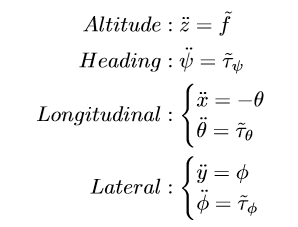 Altitude : z̈ = f̃
Heading : ψ̈ = τ̃_ψ
Longitudinal : { ẍ = −θ
θ̈ = τ̃_θ
Lateral : { ÿ = ϕ
ϕ̈ = τ̃_ϕ